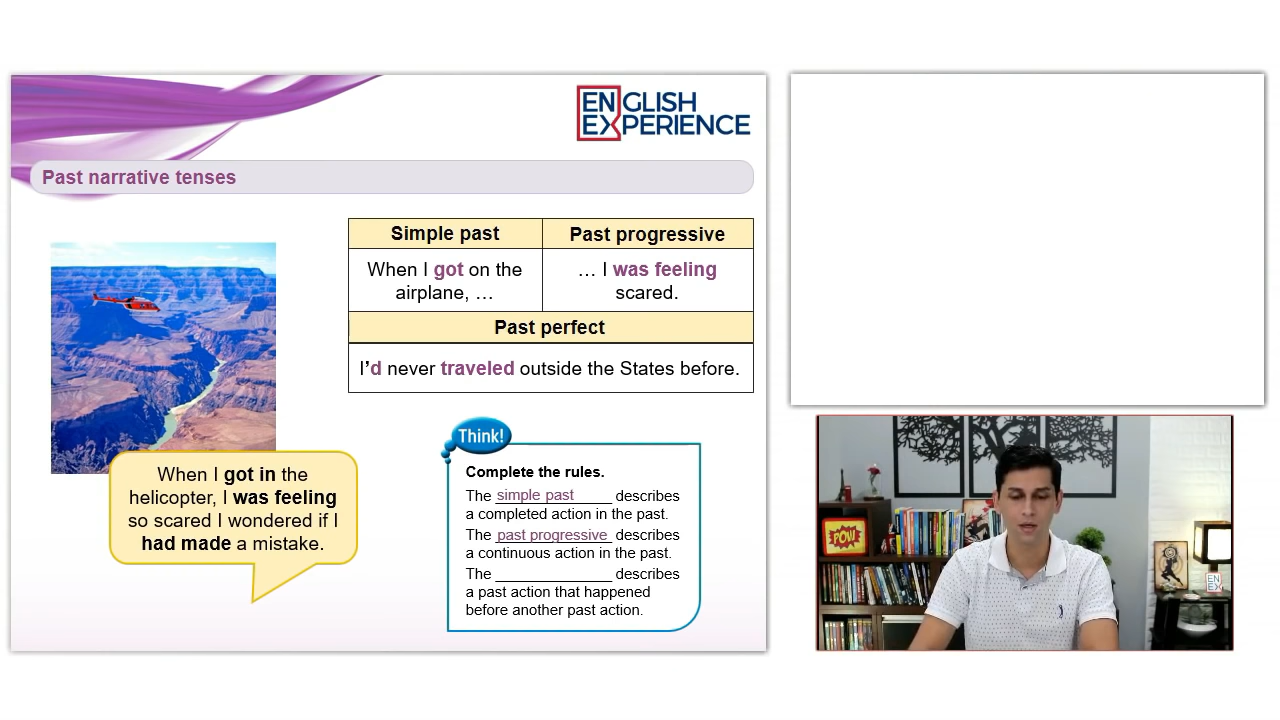 ENGLISH
EXPERIENCE
Past narrative tenses
Simple past
Past progressive
When I got on the
airplane, …
… I was feeling
scared.
Past perfect
I’d never traveled outside the States before.
When I got in the
helicopter, I was feeling
so scared I wondered if I
had made a mistake.
Think!
Complete the rules.
The simple past describes
a completed action in the past.
The past progressive describes
a continuous action in the past.
The ______________ describes
a past action that happened
before another past action.
POW!
EN
EX